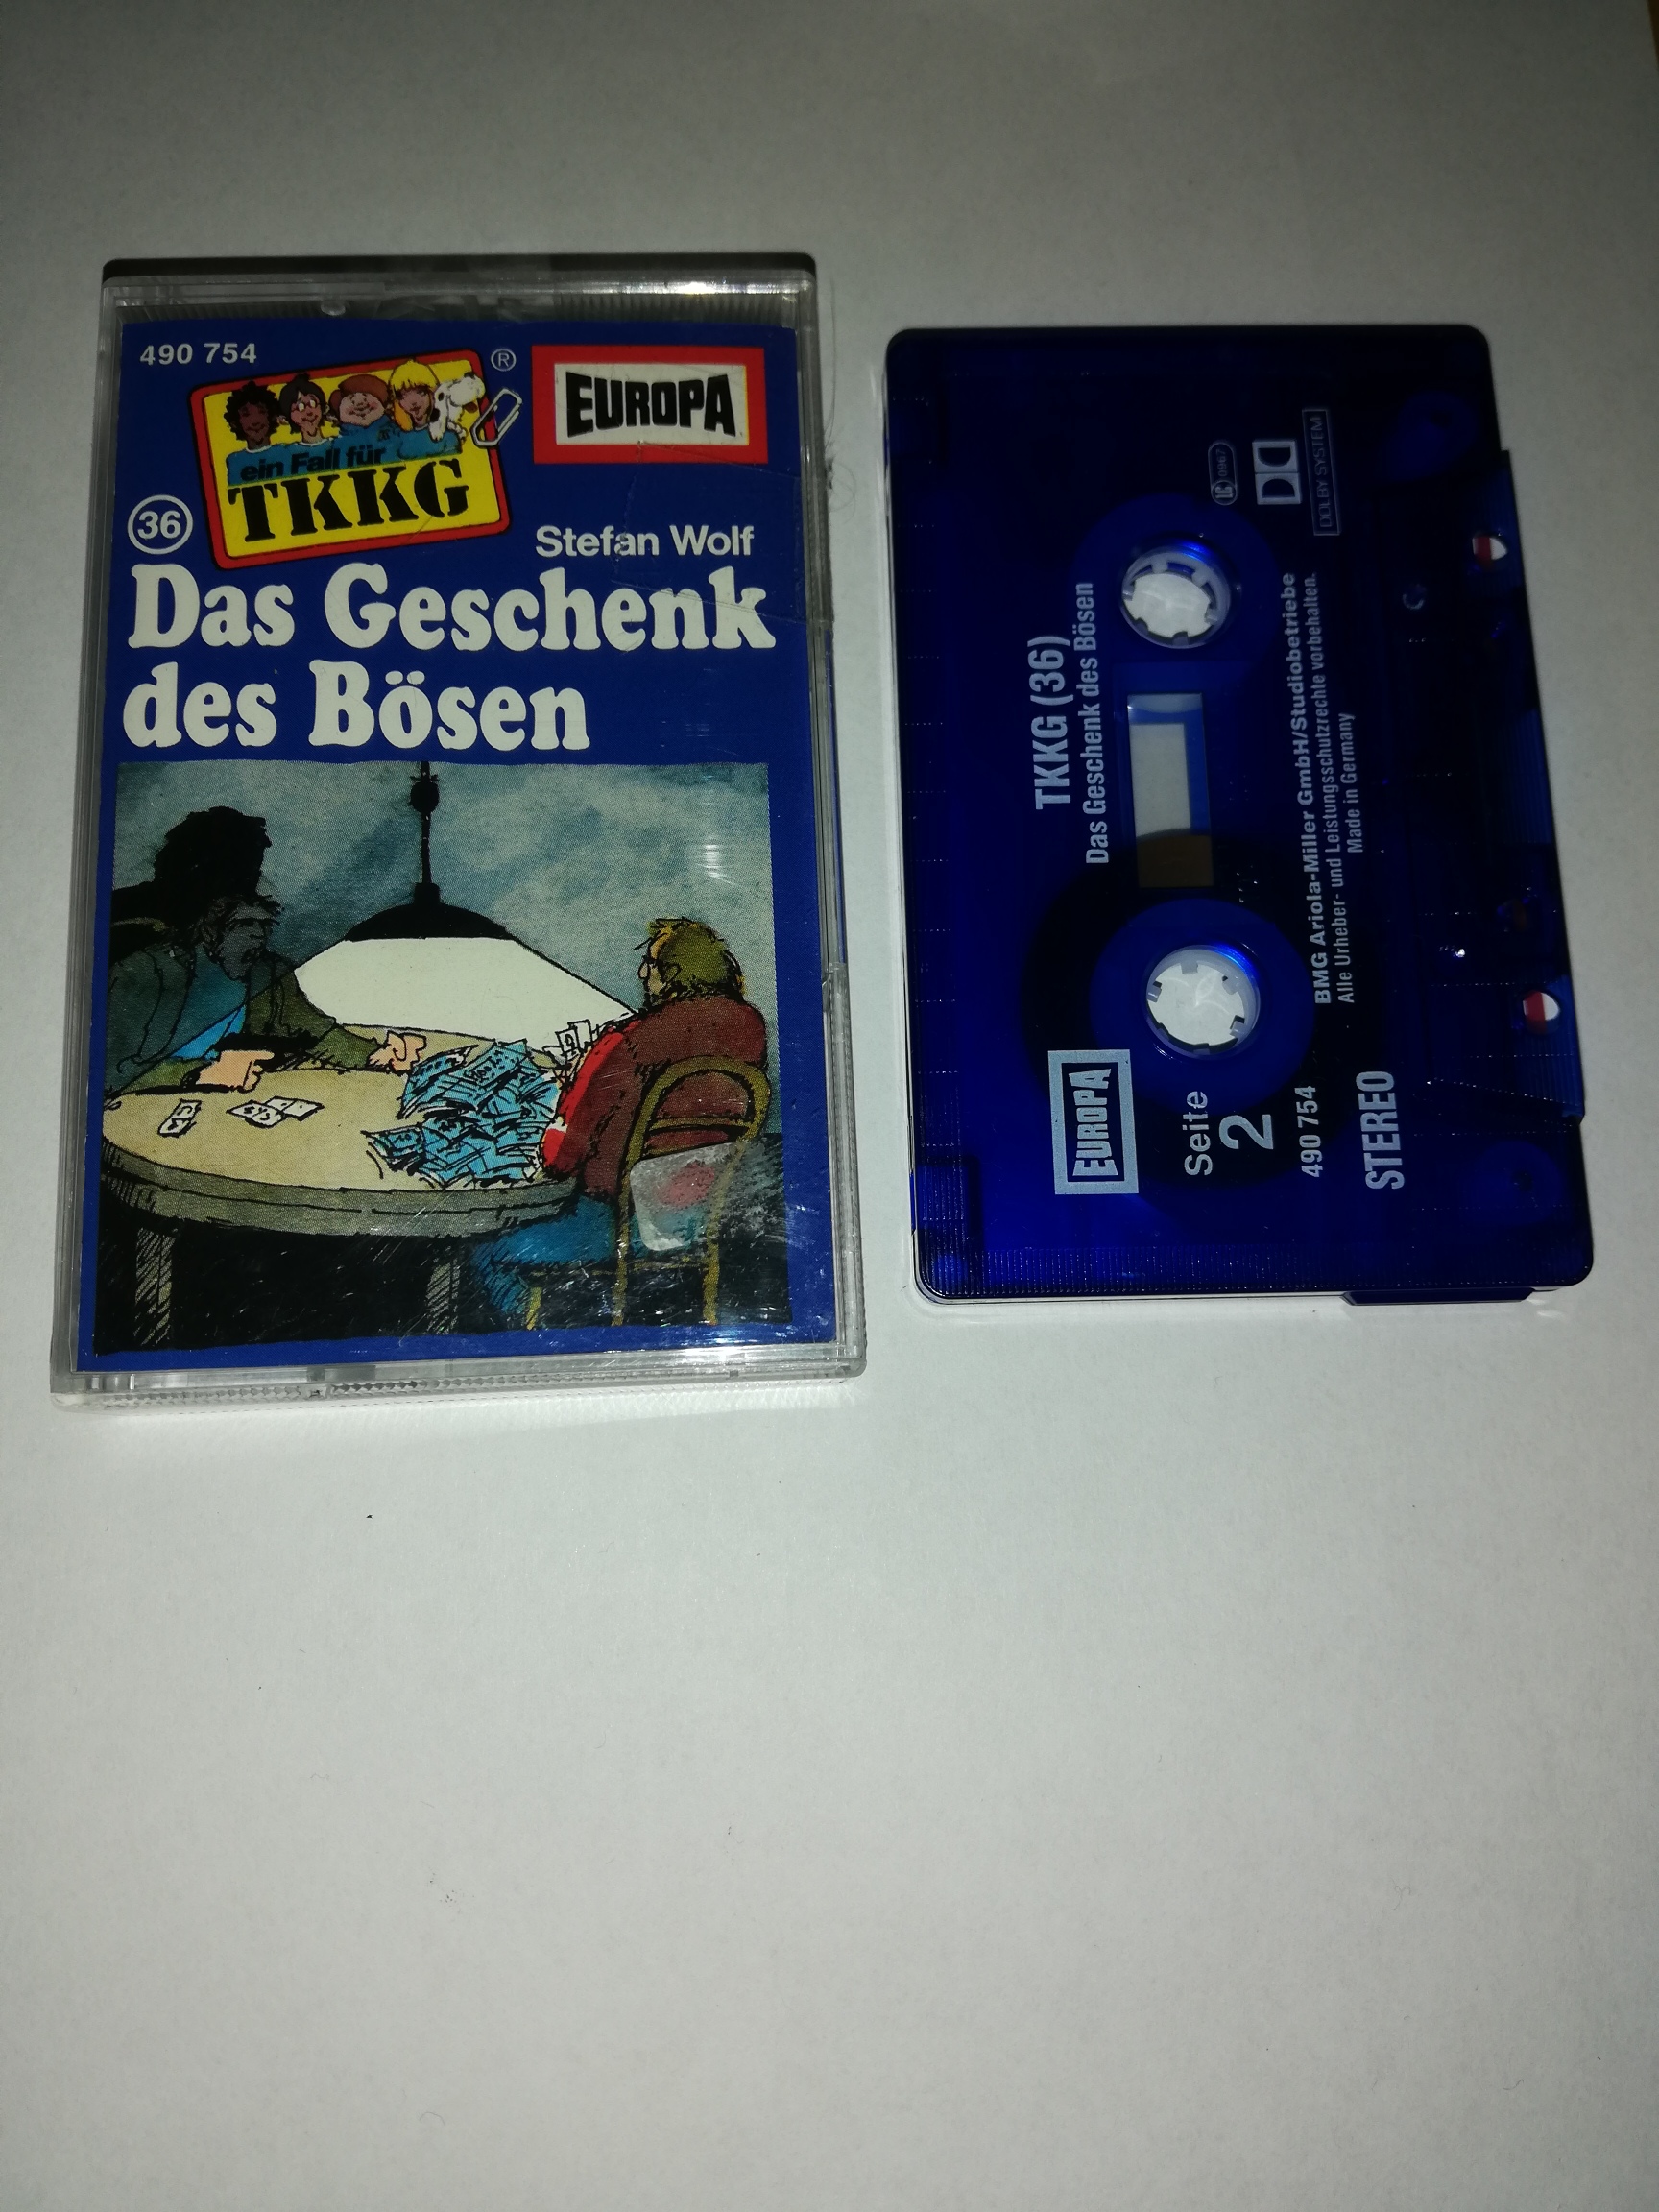 490 754
®
EUROPA
ein Fall für
TKKG
36
Stefan Wolf
Das Geschenk
des Bösen
TKKG (36)
Das Geschenk des Bösen
EUROPA
Seite
2
490 754
STEREO
BMG Ariola-Miller GmbH/Studiobetriebe
Alle Urheber- und Leistungsschutzrechte vorbehalten.
Made in Germany
LC 0967
DOLBY SYSTEM